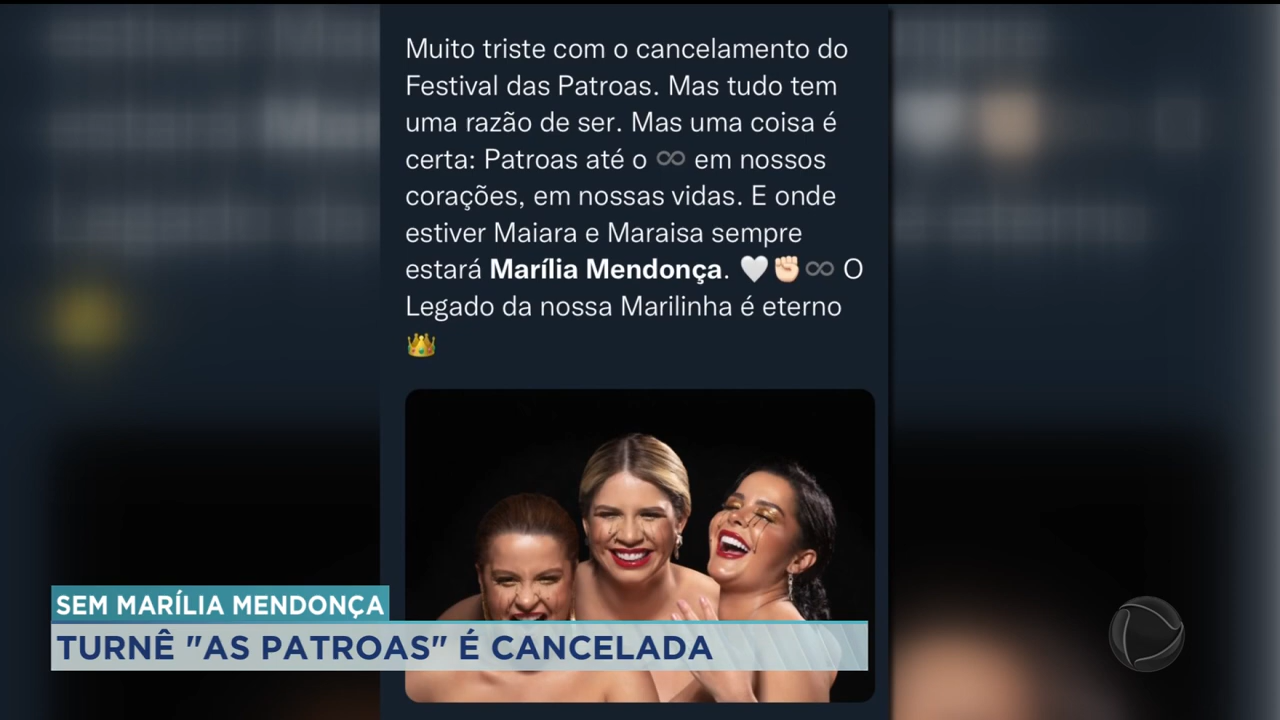 Muito triste com o cancelamento do
Festival das Patroas. Mas tudo tem
uma razão de ser. Mas uma coisa é
certa: Patroas até o ♾ em nossos
corações, em nossas vidas. E onde
estiver Maiara e Maraisa sempre
estará Marília Mendonça. 🤍✊🏻♾ O
Legado da nossa Marilinha é eterno
👑
SEM MARÍLIA MENDONÇA
TURNÊ "AS PATROAS" É CANCELADA